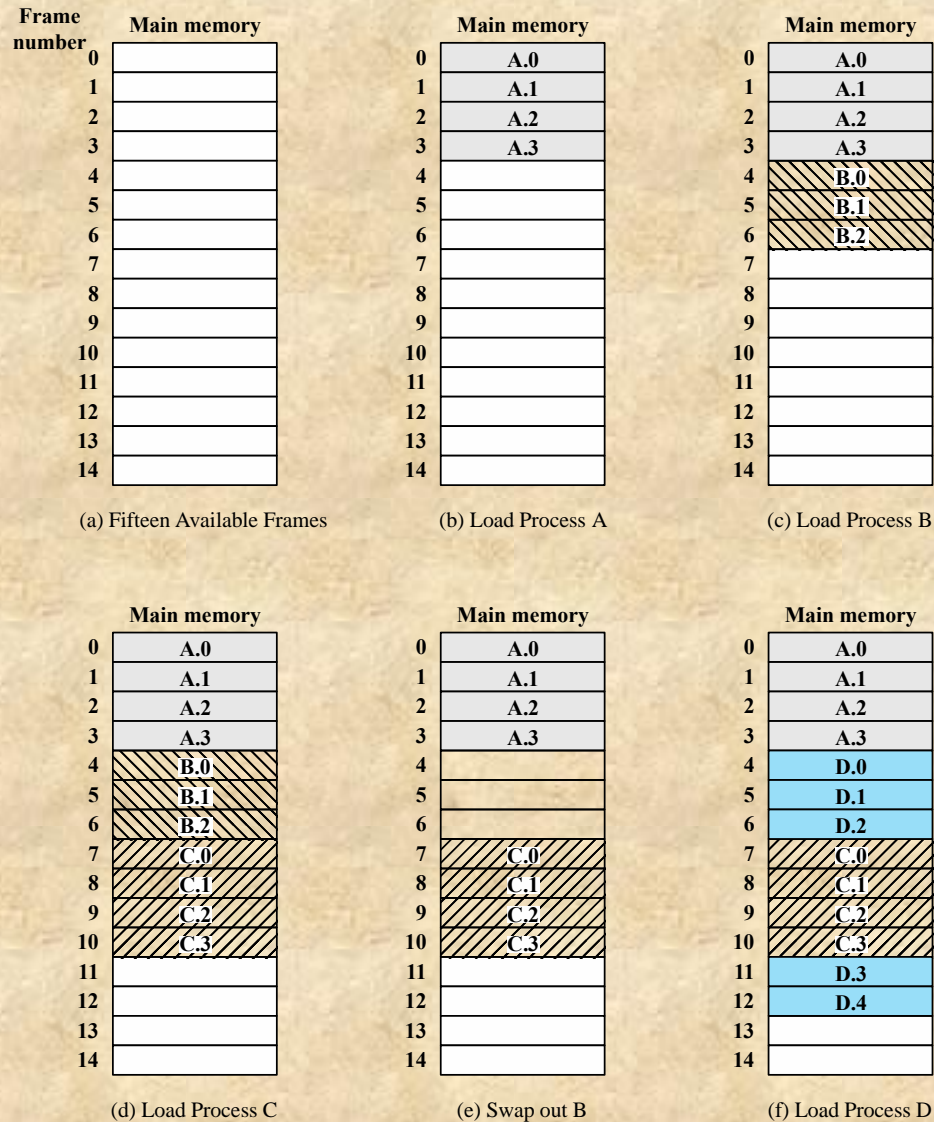 Frame
number
Main memory
0
1
2
3
4
5
6
7
8
9
10
11
12
13
14
(a) Fifteen Available Frames
Main memory
0 A.0
1 A.1
2 A.2
3 A.3
4
5
6
7
8
9
10
11
12
13
14
(b) Load Process A
Main memory
0 A.0
1 A.1
2 A.2
3 A.3
4 B.0
5 B.1
6 B.2
7
8
9
10
11
12
13
14
(c) Load Process B
Main memory
0 A.0
1 A.1
2 A.2
3 A.3
4 B.0
5 B.1
6 B.2
7 C.0
8 C.1
9 C.2
10 C.3
11
12
13
14
(d) Load Process C
Main memory
0 A.0
1 A.1
2 A.2
3 A.3
4
5
6
7 C.0
8 C.1
9 C.2
10 C.3
11
12
13
14
(e) Swap out B
Main memory
0 A.0
1 A.1
2 A.2
3 A.3
4 D.0
5 D.1
6 D.2
7 C.0
8 C.1
9 C.2
10 C.3
11 D.3
12 D.4
13
14
(f) Load Process D